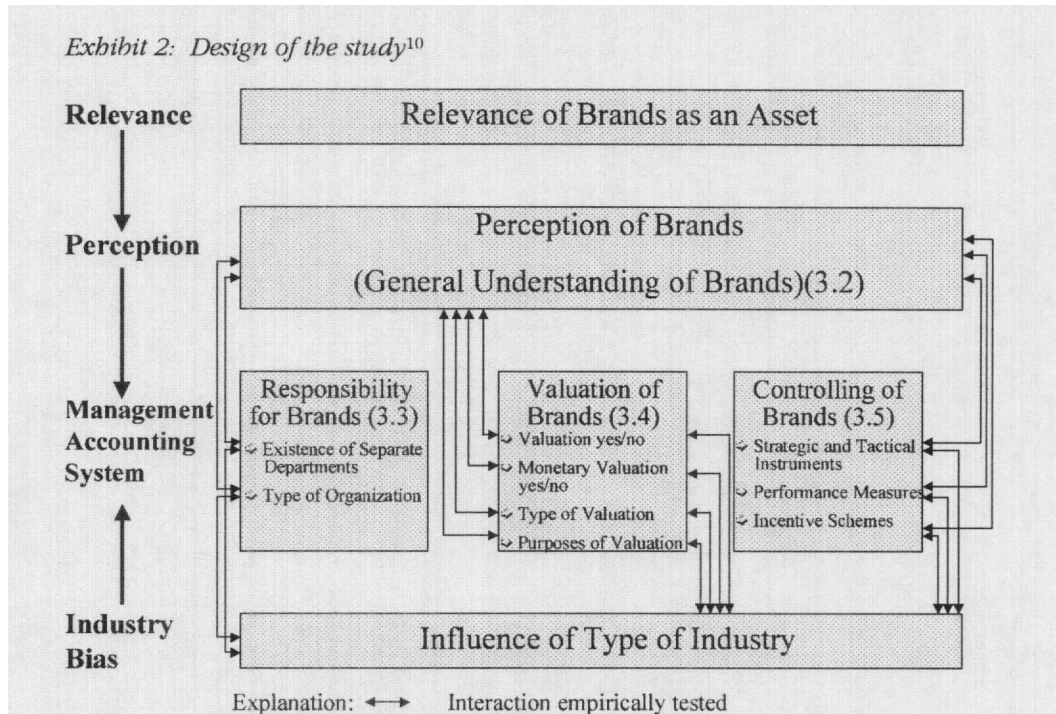 Exhibit 2: Design of the study10
Relevance
Relevance of Brands as an Asset
Perception
Perception of Brands
(General Understanding of Brands)(3.2)
Management
Accounting
System
Responsibility
for Brands (3.3)
Existence of Separate
Departments
Type of Organization
Valuation of
Brands (3.4)
Valuation yes/no
Monetary Valuation
yes/no
Type of Valuation
Purposes of Valuation
Controlling of
Brands (3.5)
Strategic and Tactical
Instruments
Performance Measures
Incentive Schemes
Industry
Bias
Influence of Type of Industry
Explanation: ↔ Interaction empirically tested